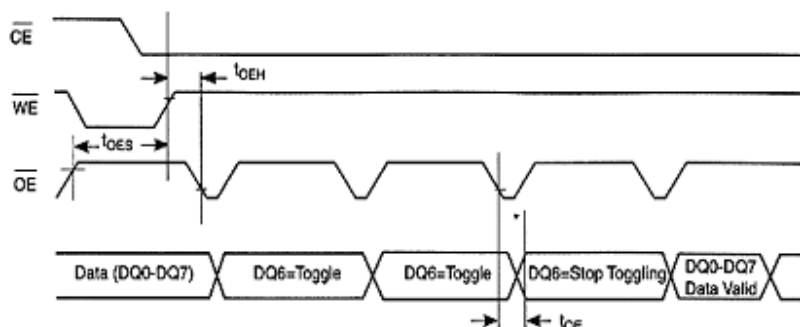 CE
tOEH
WE
tOES
OE
*
Data (DQ0-DQ7)
DQ6=Toggle
DQ6=Toggle
DQ6=Stop Toggling
DQ0-DQ7
Data Valid
tOE